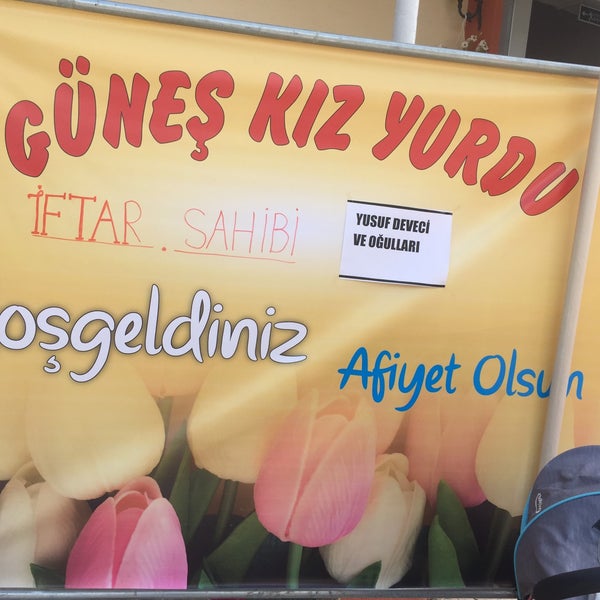 GÜNEŞ KIZ YURDU
İFTAR . SAHİBİ
YUSUF DEVECİ
VE OĞULLARI
oşgeldiniz
Afiyet Olsun